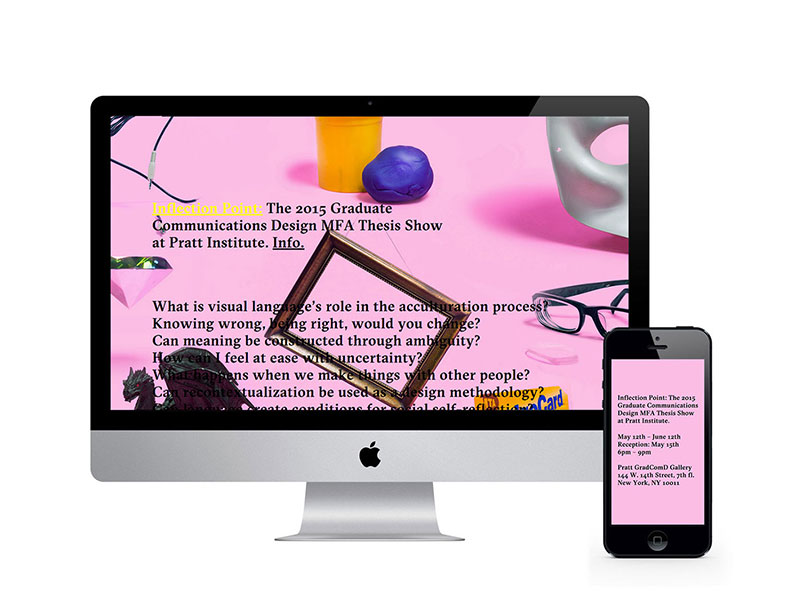 Inflection Point: The 2015 Graduate
Communications Design MFA Thesis Show
at Pratt Institute. Info.
What is visual language's role in the acculturation process?
Knowing wrong, being right, would you change?
Can meaning be constructed through ambiguity?
How can I feel at ease with uncertainty?
What happens when we make things with other people?
Can recontextualization be used as a design methodology?
create conditions for social self-reflection?
Card
Inflection Point: The 2015
Graduate Communications
Design MFA Thesis Show
at Pratt Institute.
May 12th – June 12th
Reception: May 15th
6pm – 9pm
Pratt GradComD Gallery
144 W. 14th Street, 7th fl.
New York, NY 10011